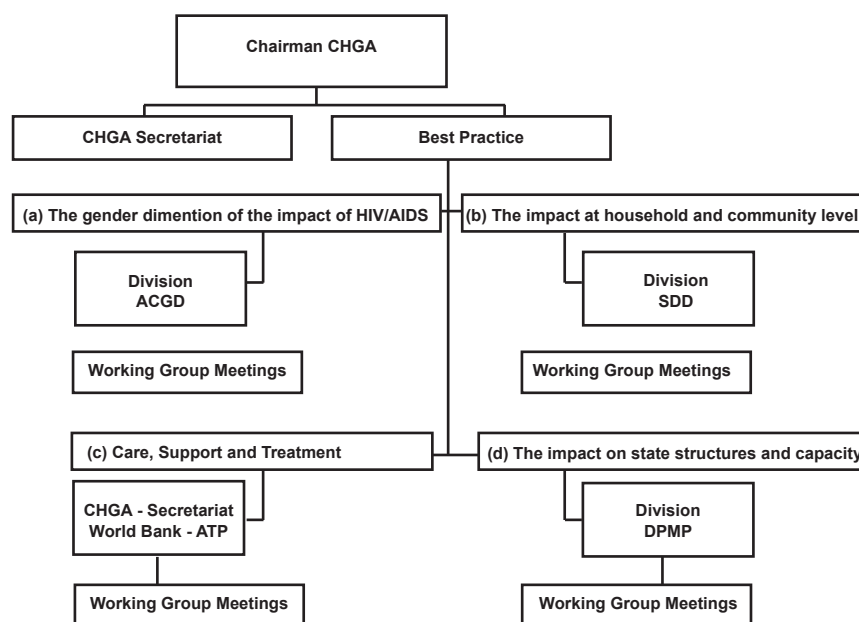 Chairman CHGA
CHGA Secretariat
Best Practice
(a) The gender dimention of the impact of HIV/AIDS
(b) The impact at household and community level
Division
ACGD
Division
SDD
Working Group Meetings
Working Group Meetings
(c) Care, Support and Treatment
(d) The impact on state structures and capacity
CHGA - Secretariat
World Bank - ATP
Division
DPMP
Working Group Meetings
Working Group Meetings